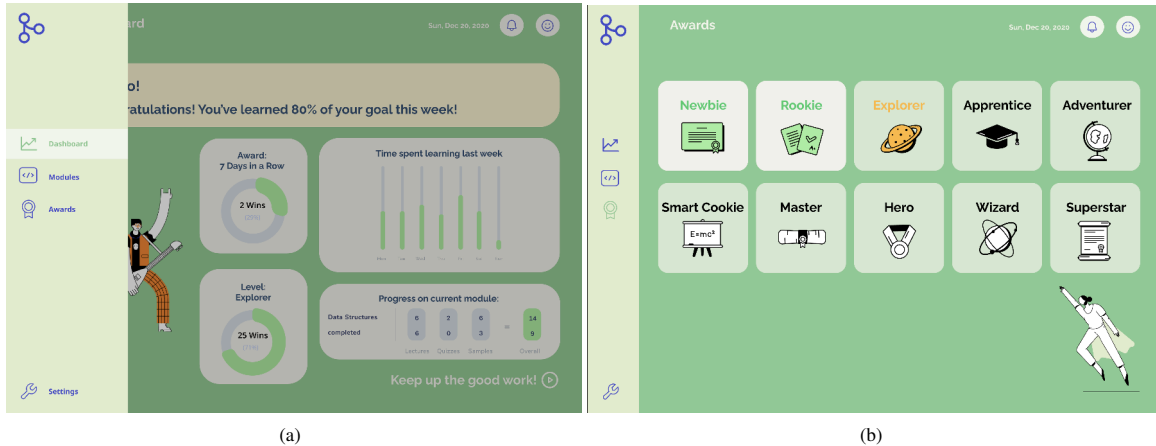 ard
Sun, Dec 20, 2020
o!
ratulations! You've learned 80% of your goal this week!
Dashboard
Modules
Awards
Settings
Award:
7 Days in a Row
2 Wins
(29%)
Time spent learning last week
Level:
Explorer
25 Wins
Progress on current module:
Data Structures
6 2 6 = 14
completed
6 0 3 9
Lectures Quizzes Samples Overall
Keep up the good work!
(a)
Awards
Sun, Dec 20, 2020
Newbie
Rookie
Explorer
Apprentice
Adventurer
A+
Smart Cookie
Master
Hero
Wizard
Superstar
E=mc²
(b)